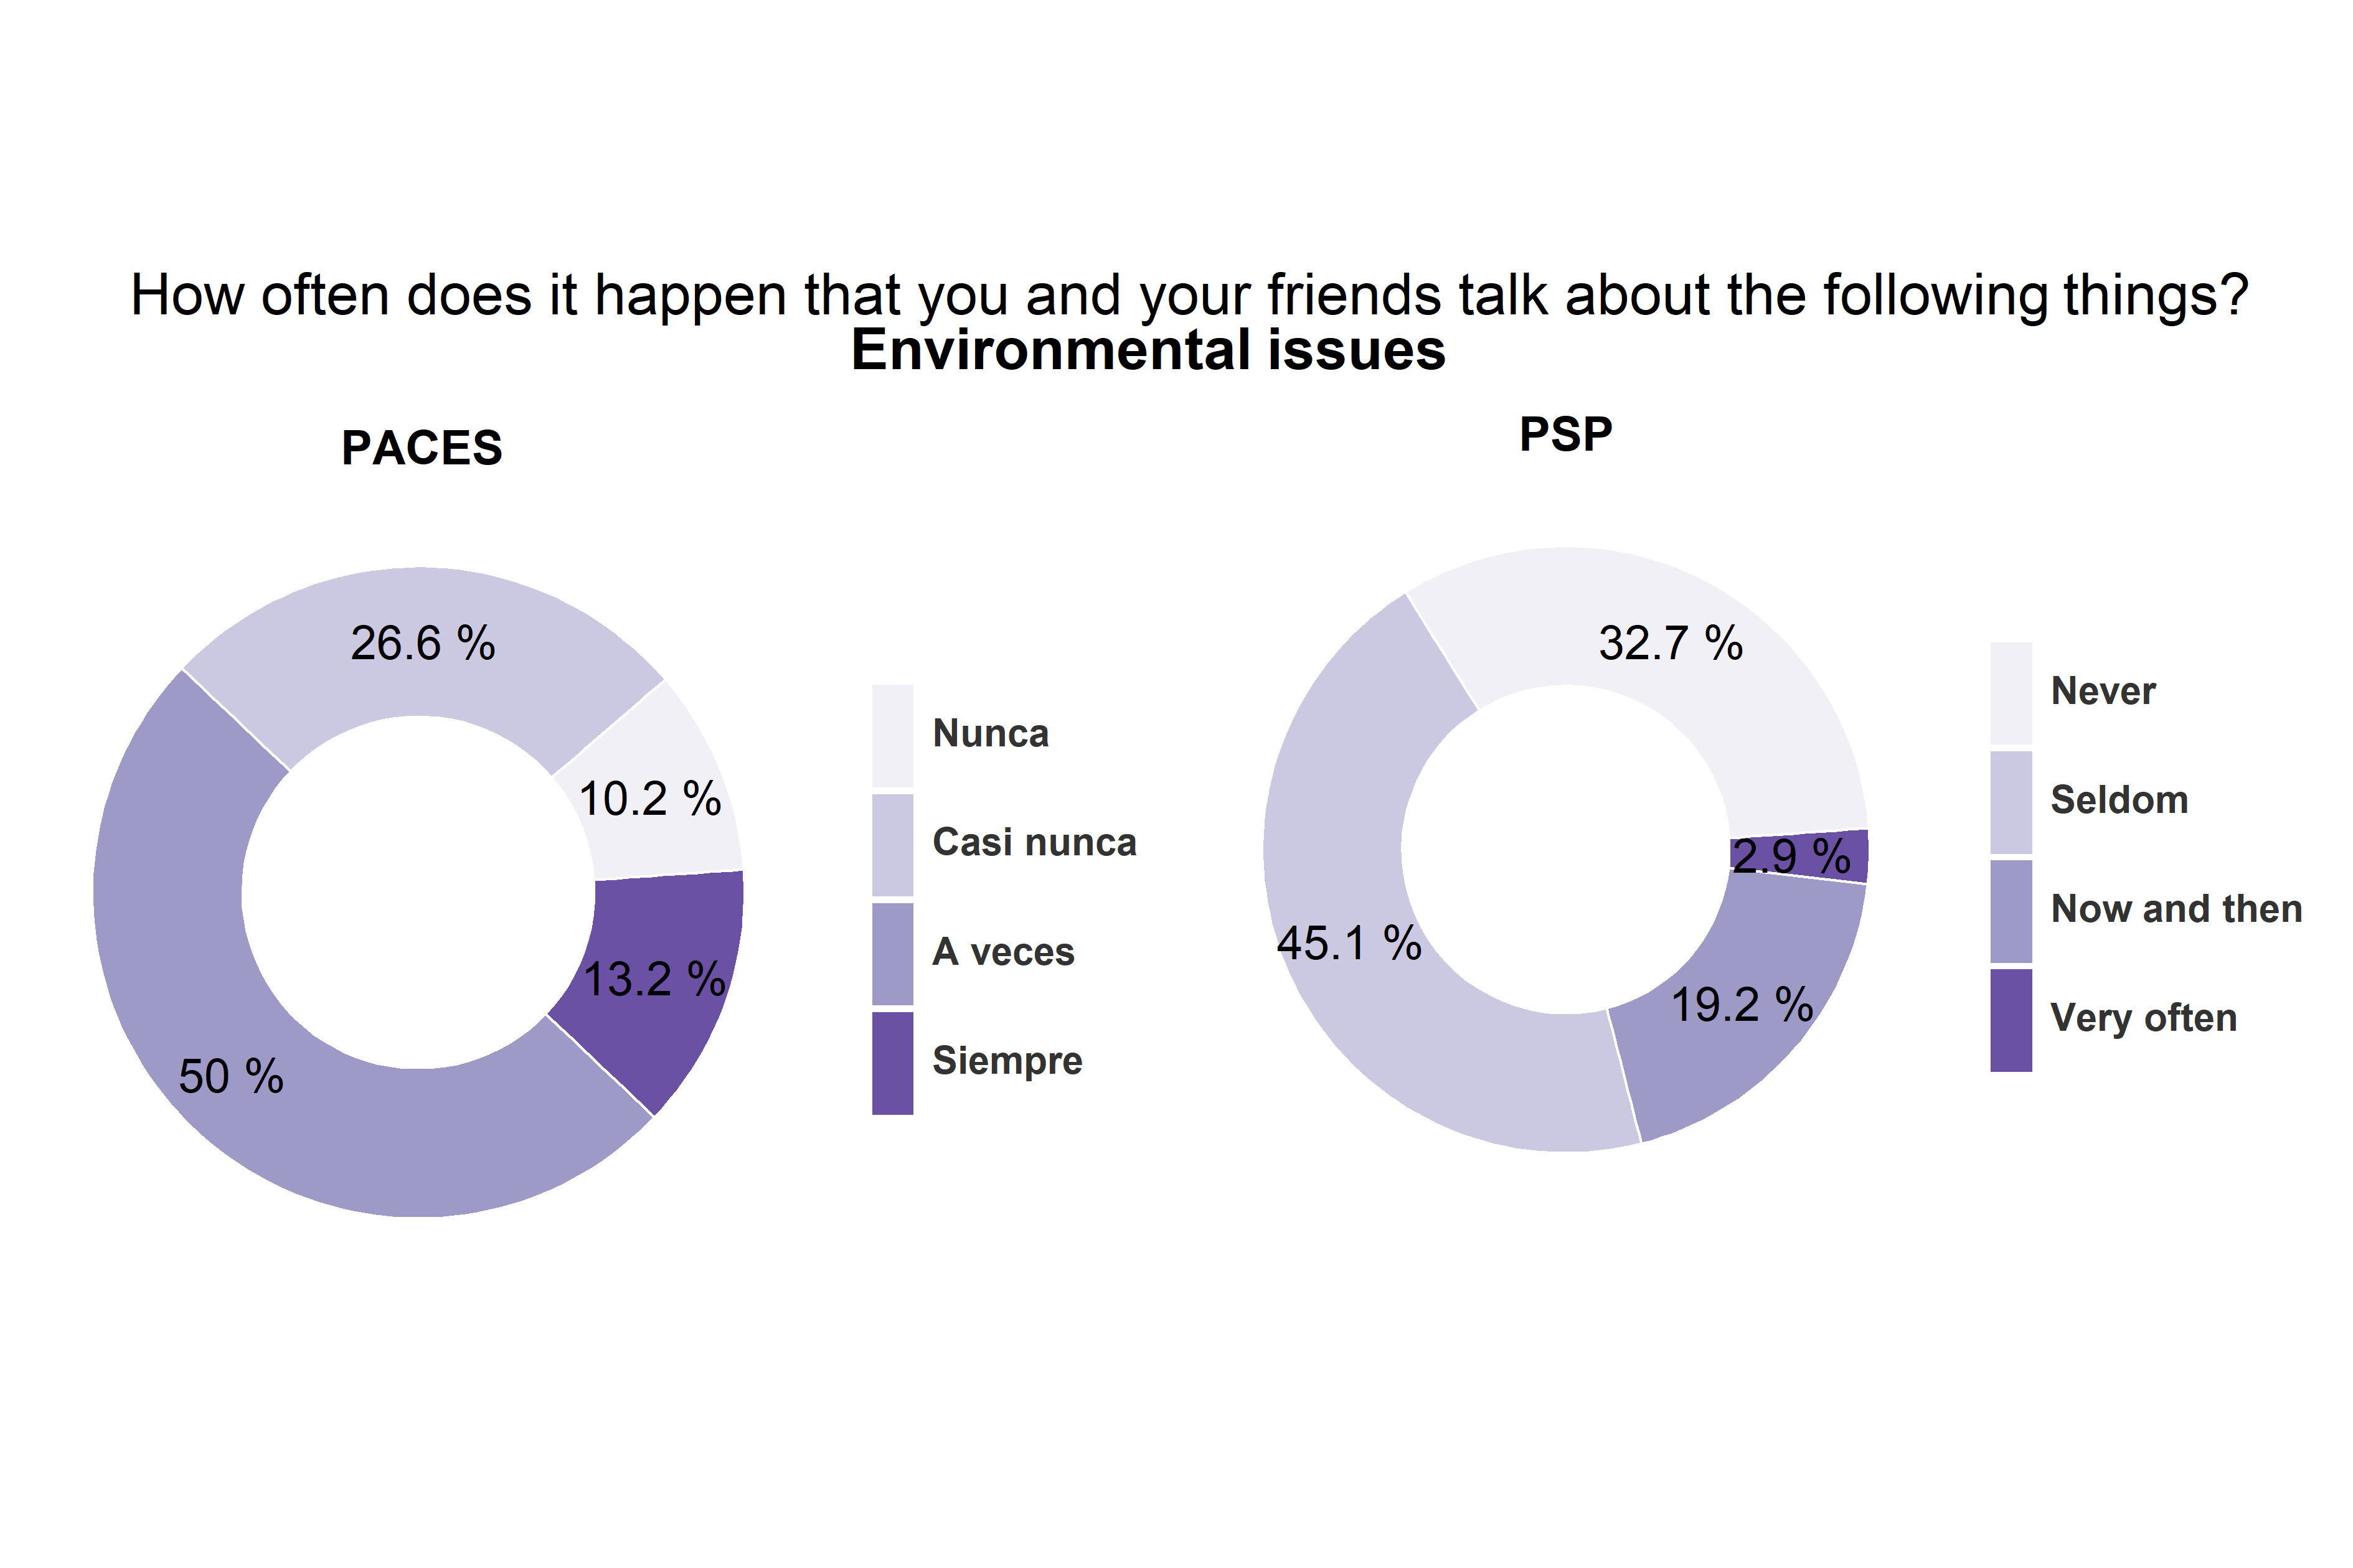 How often does it happen that you and your friends talk about the following things?
Environmental issues
PACES
26.6 %
10.2 %
13.2 %
50 %
Nunca
Casi nunca
A veces
Siempre
PSP
32.7 %
2.9 %
45.1 %
19.2 %
Never
Seldom
Now and then
Very often